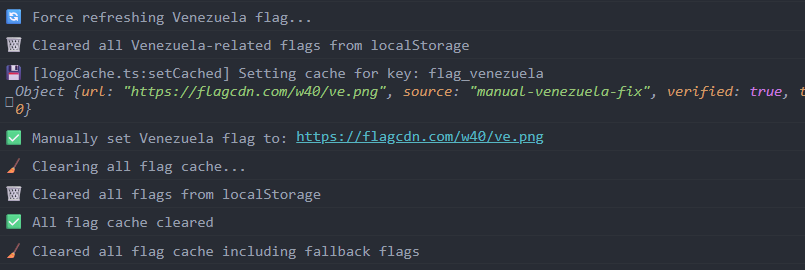 Force refreshing Venezuela flag...
Cleared all Venezuela-related flags from localStorage
[logoCache.ts:setCached] Setting cache for key: flag_venezuela
Object {url: "https://flagcdn.com/w40/ve.png", source: "manual-venezuela-fix", verified: true, t
0}
Manually set Venezuela flag to: https://flagcdn.com/w40/ve.png
Clearing all flag cache...
Cleared all flags from localStorage
All flag cache cleared
Cleared all flag cache including fallback flags